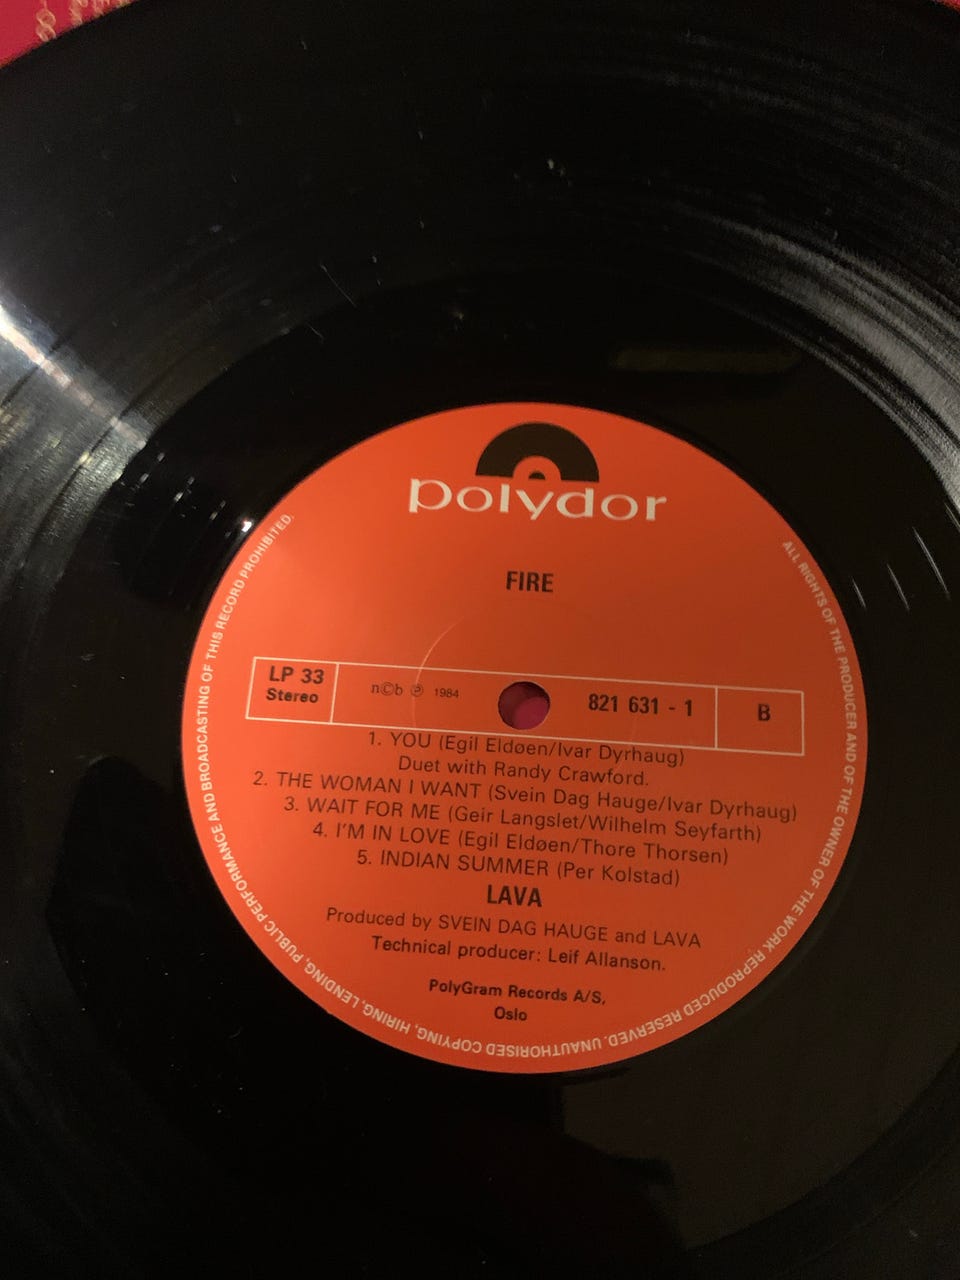 polydor
FIRE
LP 33
Stereo
n©b ℗ 1984
821 631 - 1
B
1. YOU (Egil Eldøen/Ivar Dyrhaug)
Duet with Randy Crawford.
2. THE WOMAN I WANT (Svein Dag Hauge/Ivar Dyrhaug)
3. WAIT FOR ME (Geir Langslet/Wilhelm Seyfarth)
4. I'M IN LOVE (Egil Eldøen/Thore Thorsen)
5. INDIAN SUMMER (Per Kolstad)
LAVA
Produced by SVEIN DAG HAUGE and LAVA
Technical producer: Leif Allanson.
PolyGram Records A/S,
Oslo
ALL RIGHTS OF THE PRODUCER AND OF THE OWNER OF THE WORK REPRODUCED RESERVED. UNAUTHORISED COPYING, HIRING, LENDING, PUBLIC PERFORMANCE AND BROADCASTING OF THIS RECORD PROHIBITED.